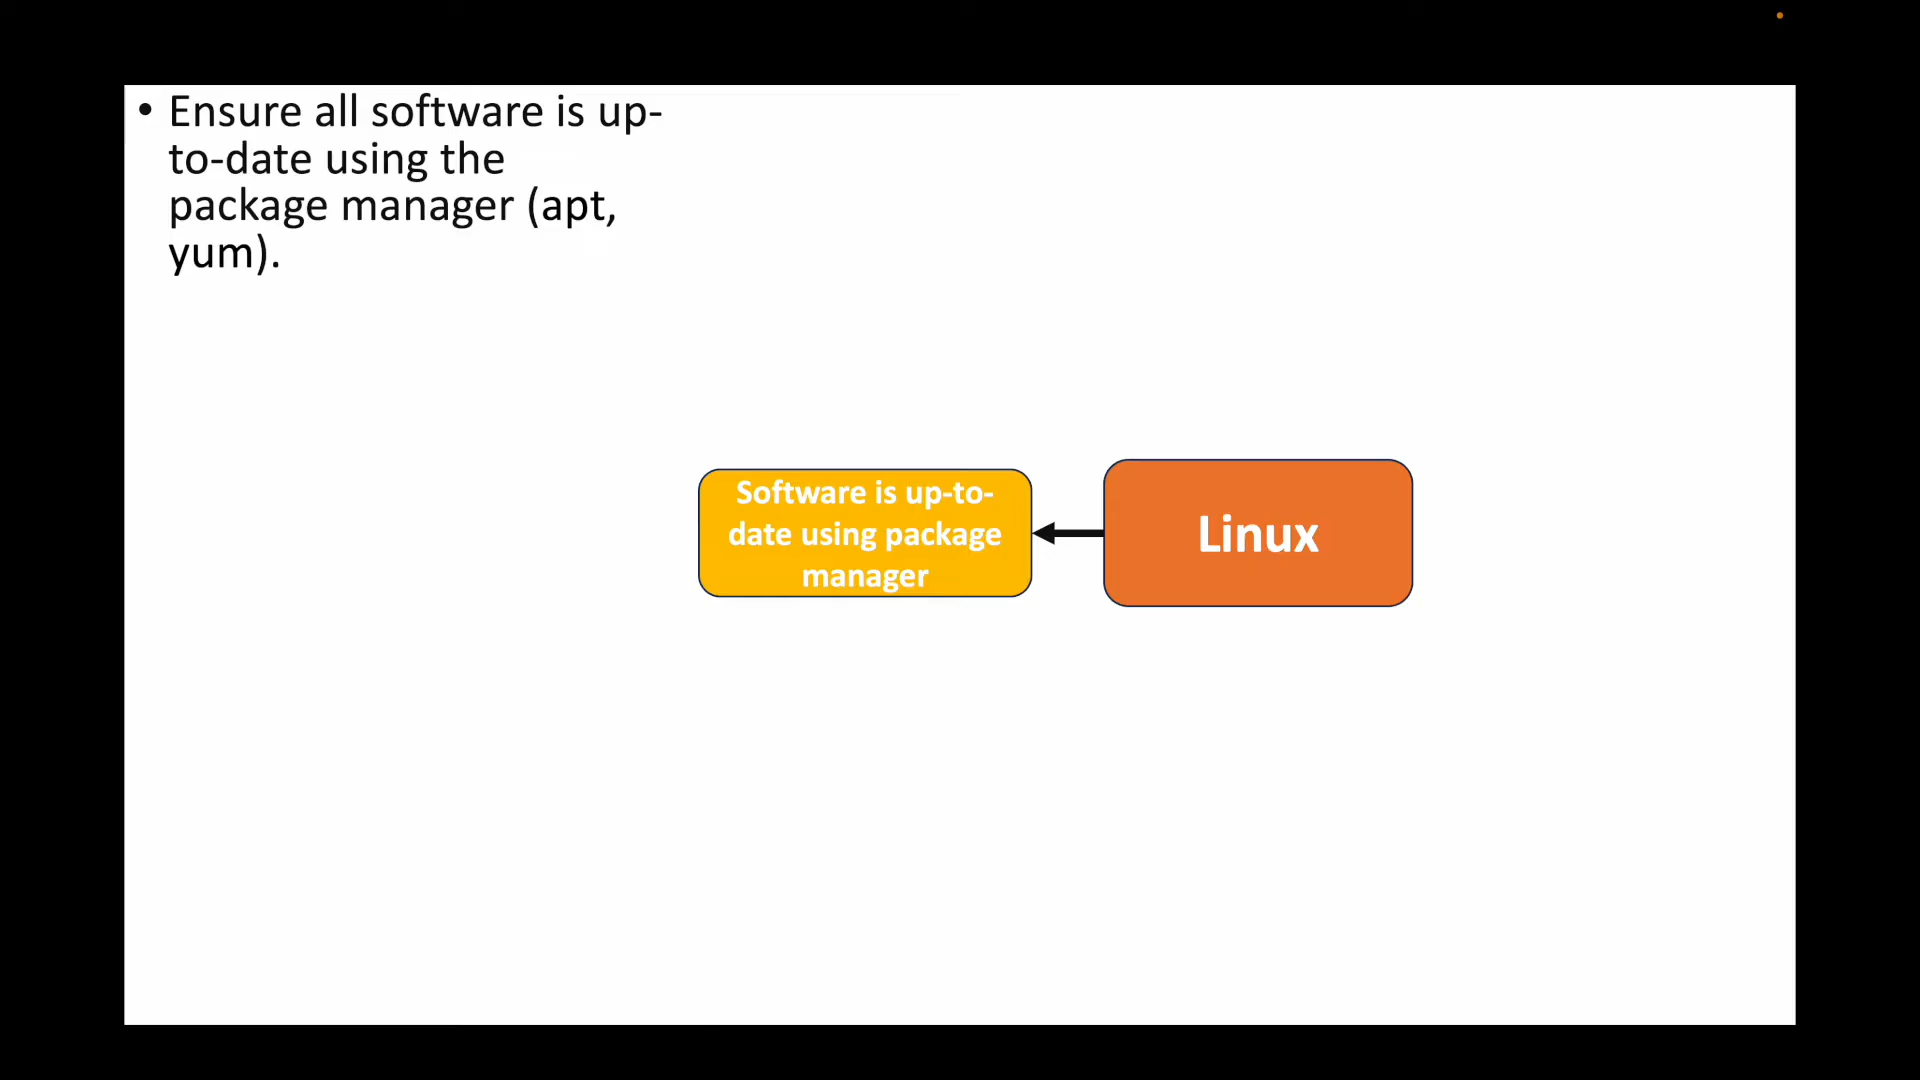 • Ensure all software is up-
to-date using the
package manager (apt,
yum).
Software is up-to-
date using package
manager
Linux